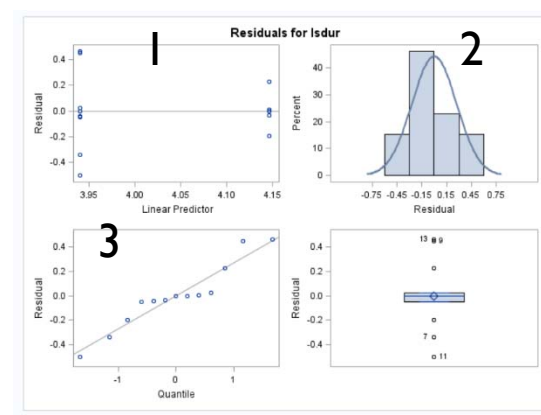 Residuals for lsdur
1
2
Residual
0.4
0.2
0.0
-0.2
-0.4
3.95 4.00 4.05 4.10 4.15
Linear Predictor
Percent
40
30
20
10
0
-0.75 -0.45 -0.15 0.15 0.45 0.75
Residual
3
Residual
0.4
0.2
0.0
-0.2
-0.4
-1 0 1
Quantile
Residual
0.4
0.2
0.0
-0.2
-0.4
13 9
7
11